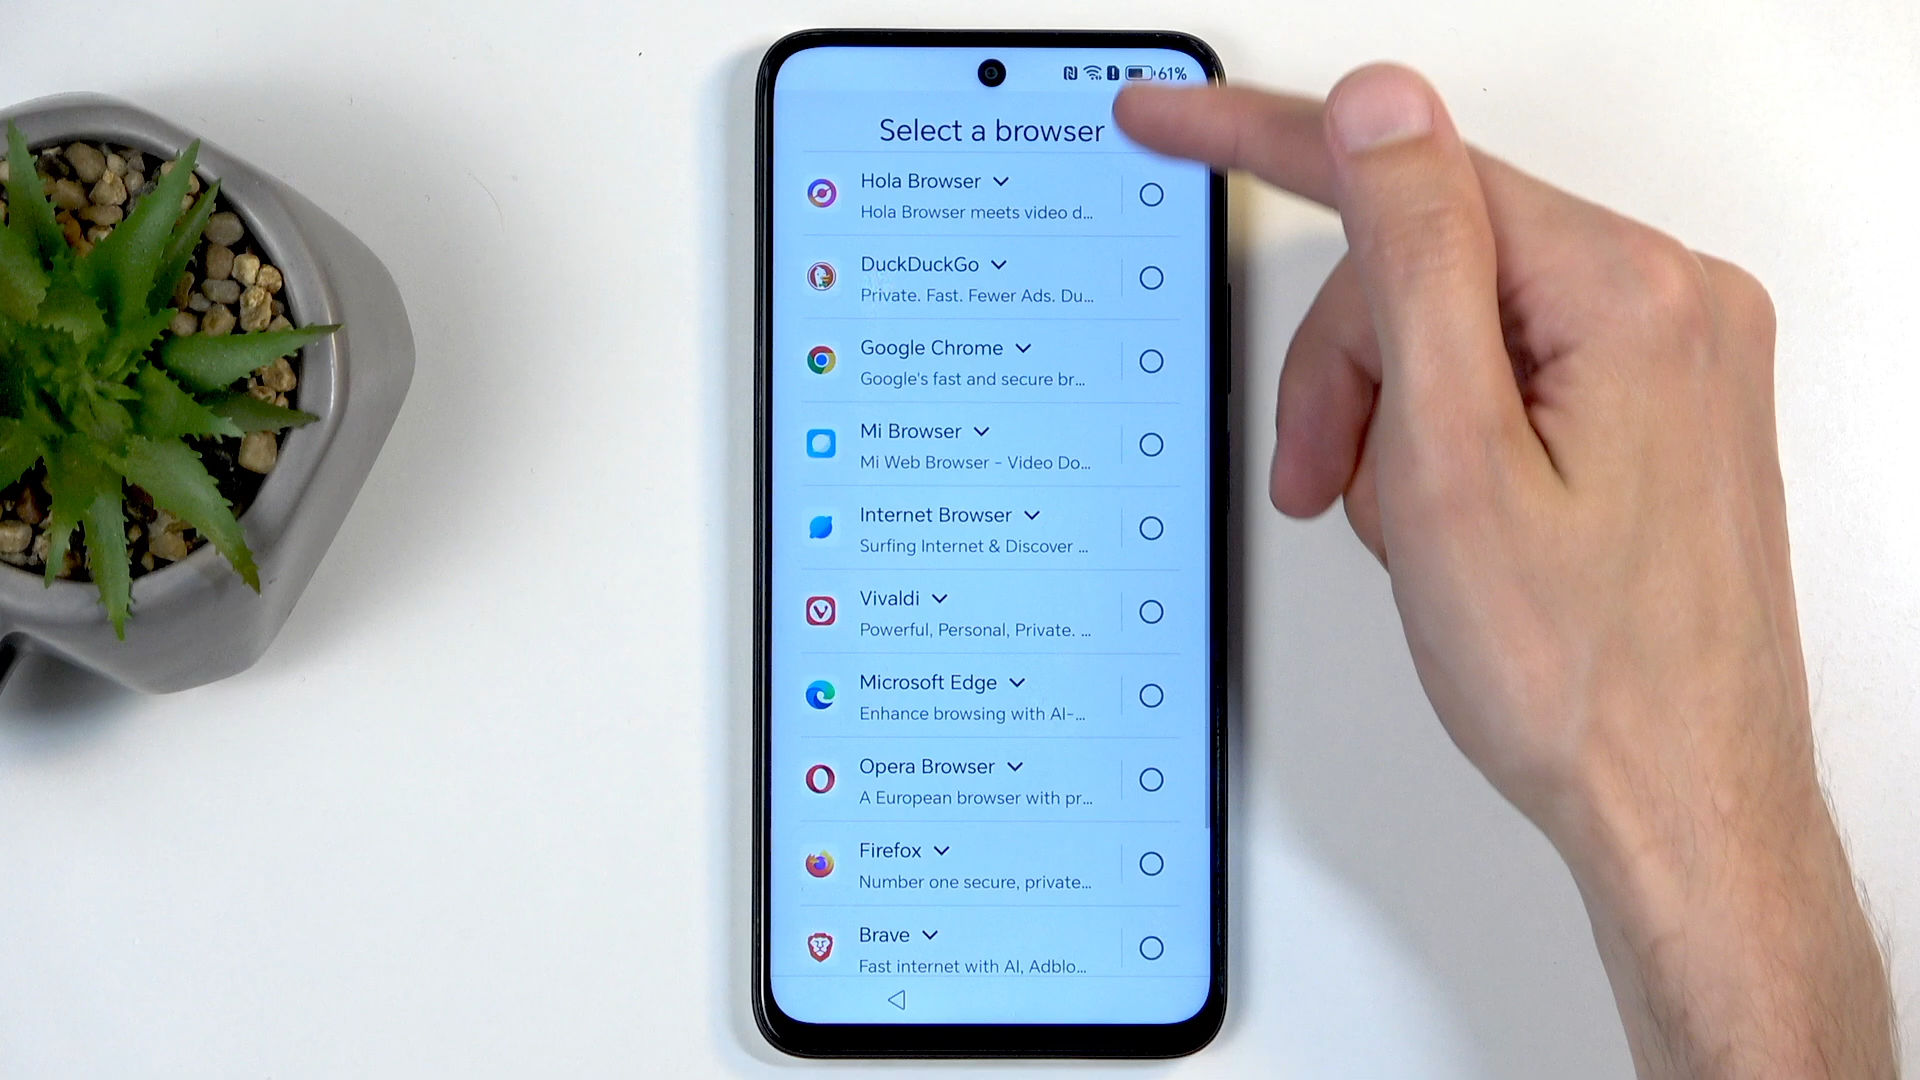 61%
Select a browser
Hola Browser
Hola Browser meets video d...
DuckDuckGo
Private. Fast. Fewer Ads. Du...
Google Chrome
Google's fast and secure br...
Mi Browser
Mi Web Browser - Video Do...
Internet Browser
Surfing Internet & Discover ...
Vivaldi
Powerful, Personal, Private. ...
Microsoft Edge
Enhance browsing with AI-...
Opera Browser
A European browser with pr...
Firefox
Number one secure, private...
Brave
Fast internet with AI, Adblo...